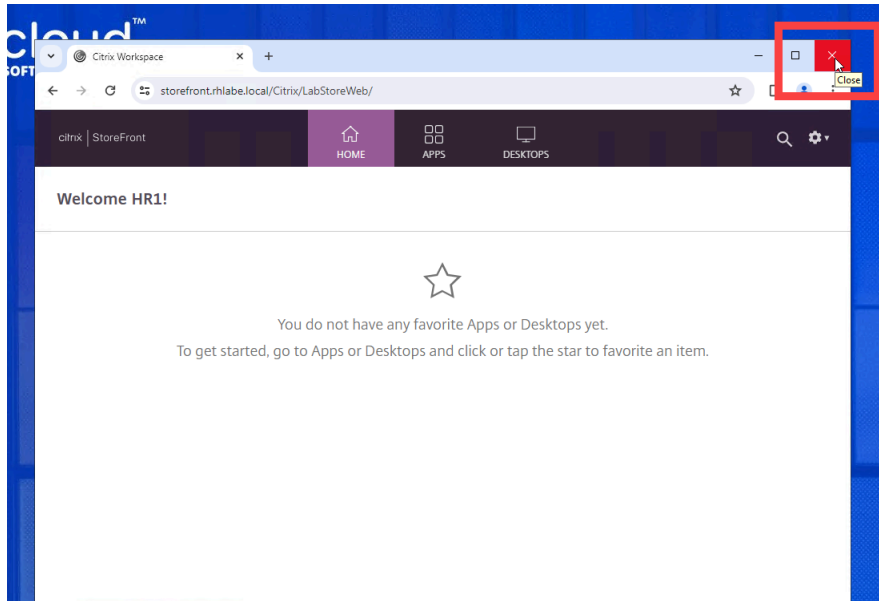 cloud™
SOFT
Citrix Workspace
Close
storefront.rhlabe.local/Citrix/LabStoreWeb/
citrix | StoreFront
HOME
APPS
DESKTOPS
Welcome HR1!
You do not have any favorite Apps or Desktops yet.
To get started, go to Apps or Desktops and click or tap the star to favorite an item.